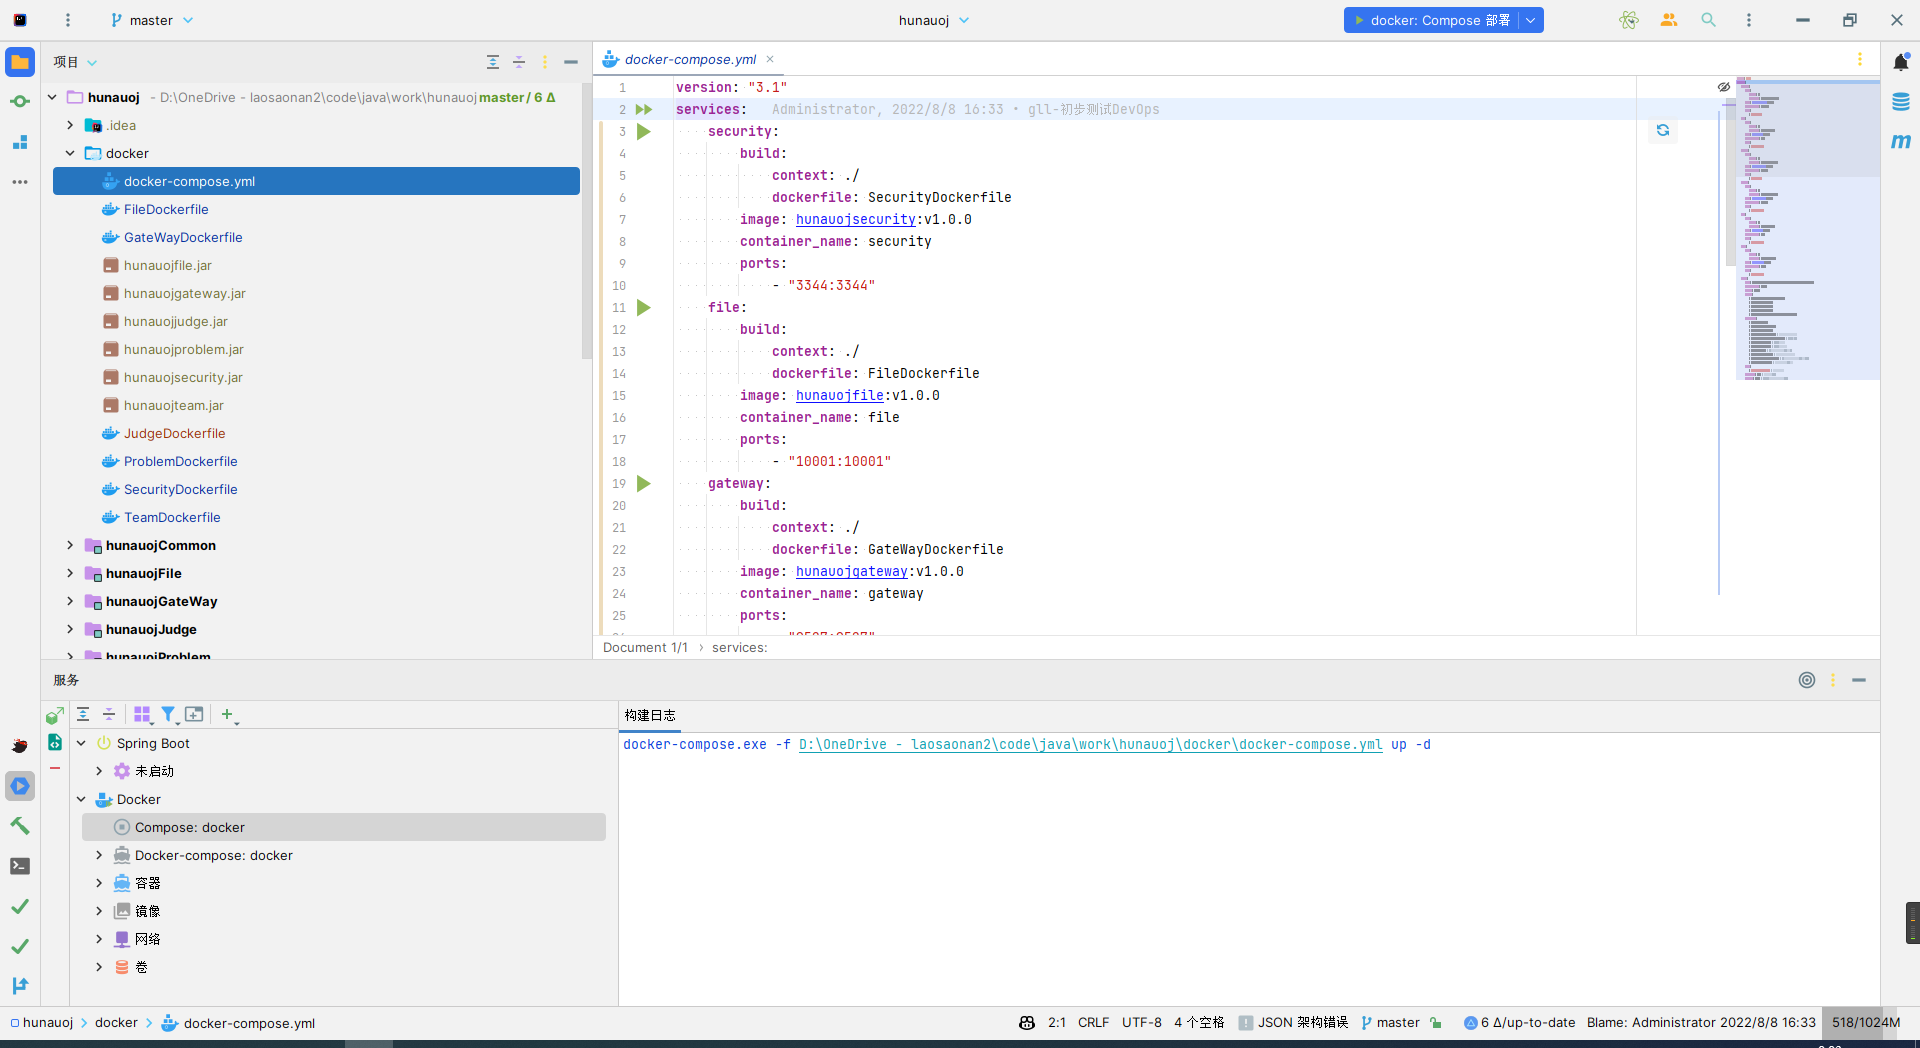 master
hunauoj
docker: Compose 部署
项目
hunauoj - D:\OneDrive - laosaonan2\code\java\work\hunauoj master / 6 Δ
.idea
docker
docker-compose.yml
FileDockerfile
GateWayDockerfile
hunauojfile.jar
hunauojgateway.jar
hunauojjudge.jar
hunauojproblem.jar
hunauojsecurity.jar
hunauojteam.jar
JudgeDockerfile
ProblemDockerfile
SecurityDockerfile
TeamDockerfile
hunauojCommon
hunauojFile
hunauojGateWay
hunauojJudge
hunauojProblem
docker-compose.yml
1 version: "3.1"
2 services: Administrator, 2022/8/8 16:33 • gll-初步测试DevOps
3 security:
4 build:
5 context: ./
6 dockerfile: SecurityDockerfile
7 image: hunauojsecurity:v1.0.0
8 container_name: security
9 ports:
10 - "3344:3344"
11 file:
12 build:
13 context: ./
14 dockerfile: FileDockerfile
15 image: hunauojfile:v1.0.0
16 container_name: file
17 ports:
18 - "10001:10001"
19 gateway:
20 build:
21 context: ./
22 dockerfile: GateWayDockerfile
23 image: hunauojgateway:v1.0.0
24 container_name: gateway
25 ports:
Document 1/1 › services:
服务
Spring Boot
未启动
Docker
Compose: docker
Docker-compose: docker
容器
镜像
网络
卷
构建日志
docker-compose.exe -f D:\OneDrive - laosaonan2\code\java\work\hunauoj\docker\docker-compose.yml up -d
hunauoj docker docker-compose.yml
2:1 CRLF UTF-8 4 个空格 JSON 架构错误 master 6 Δ/up-to-date Blame: Administrator 2022/8/8 16:33 518/1024M